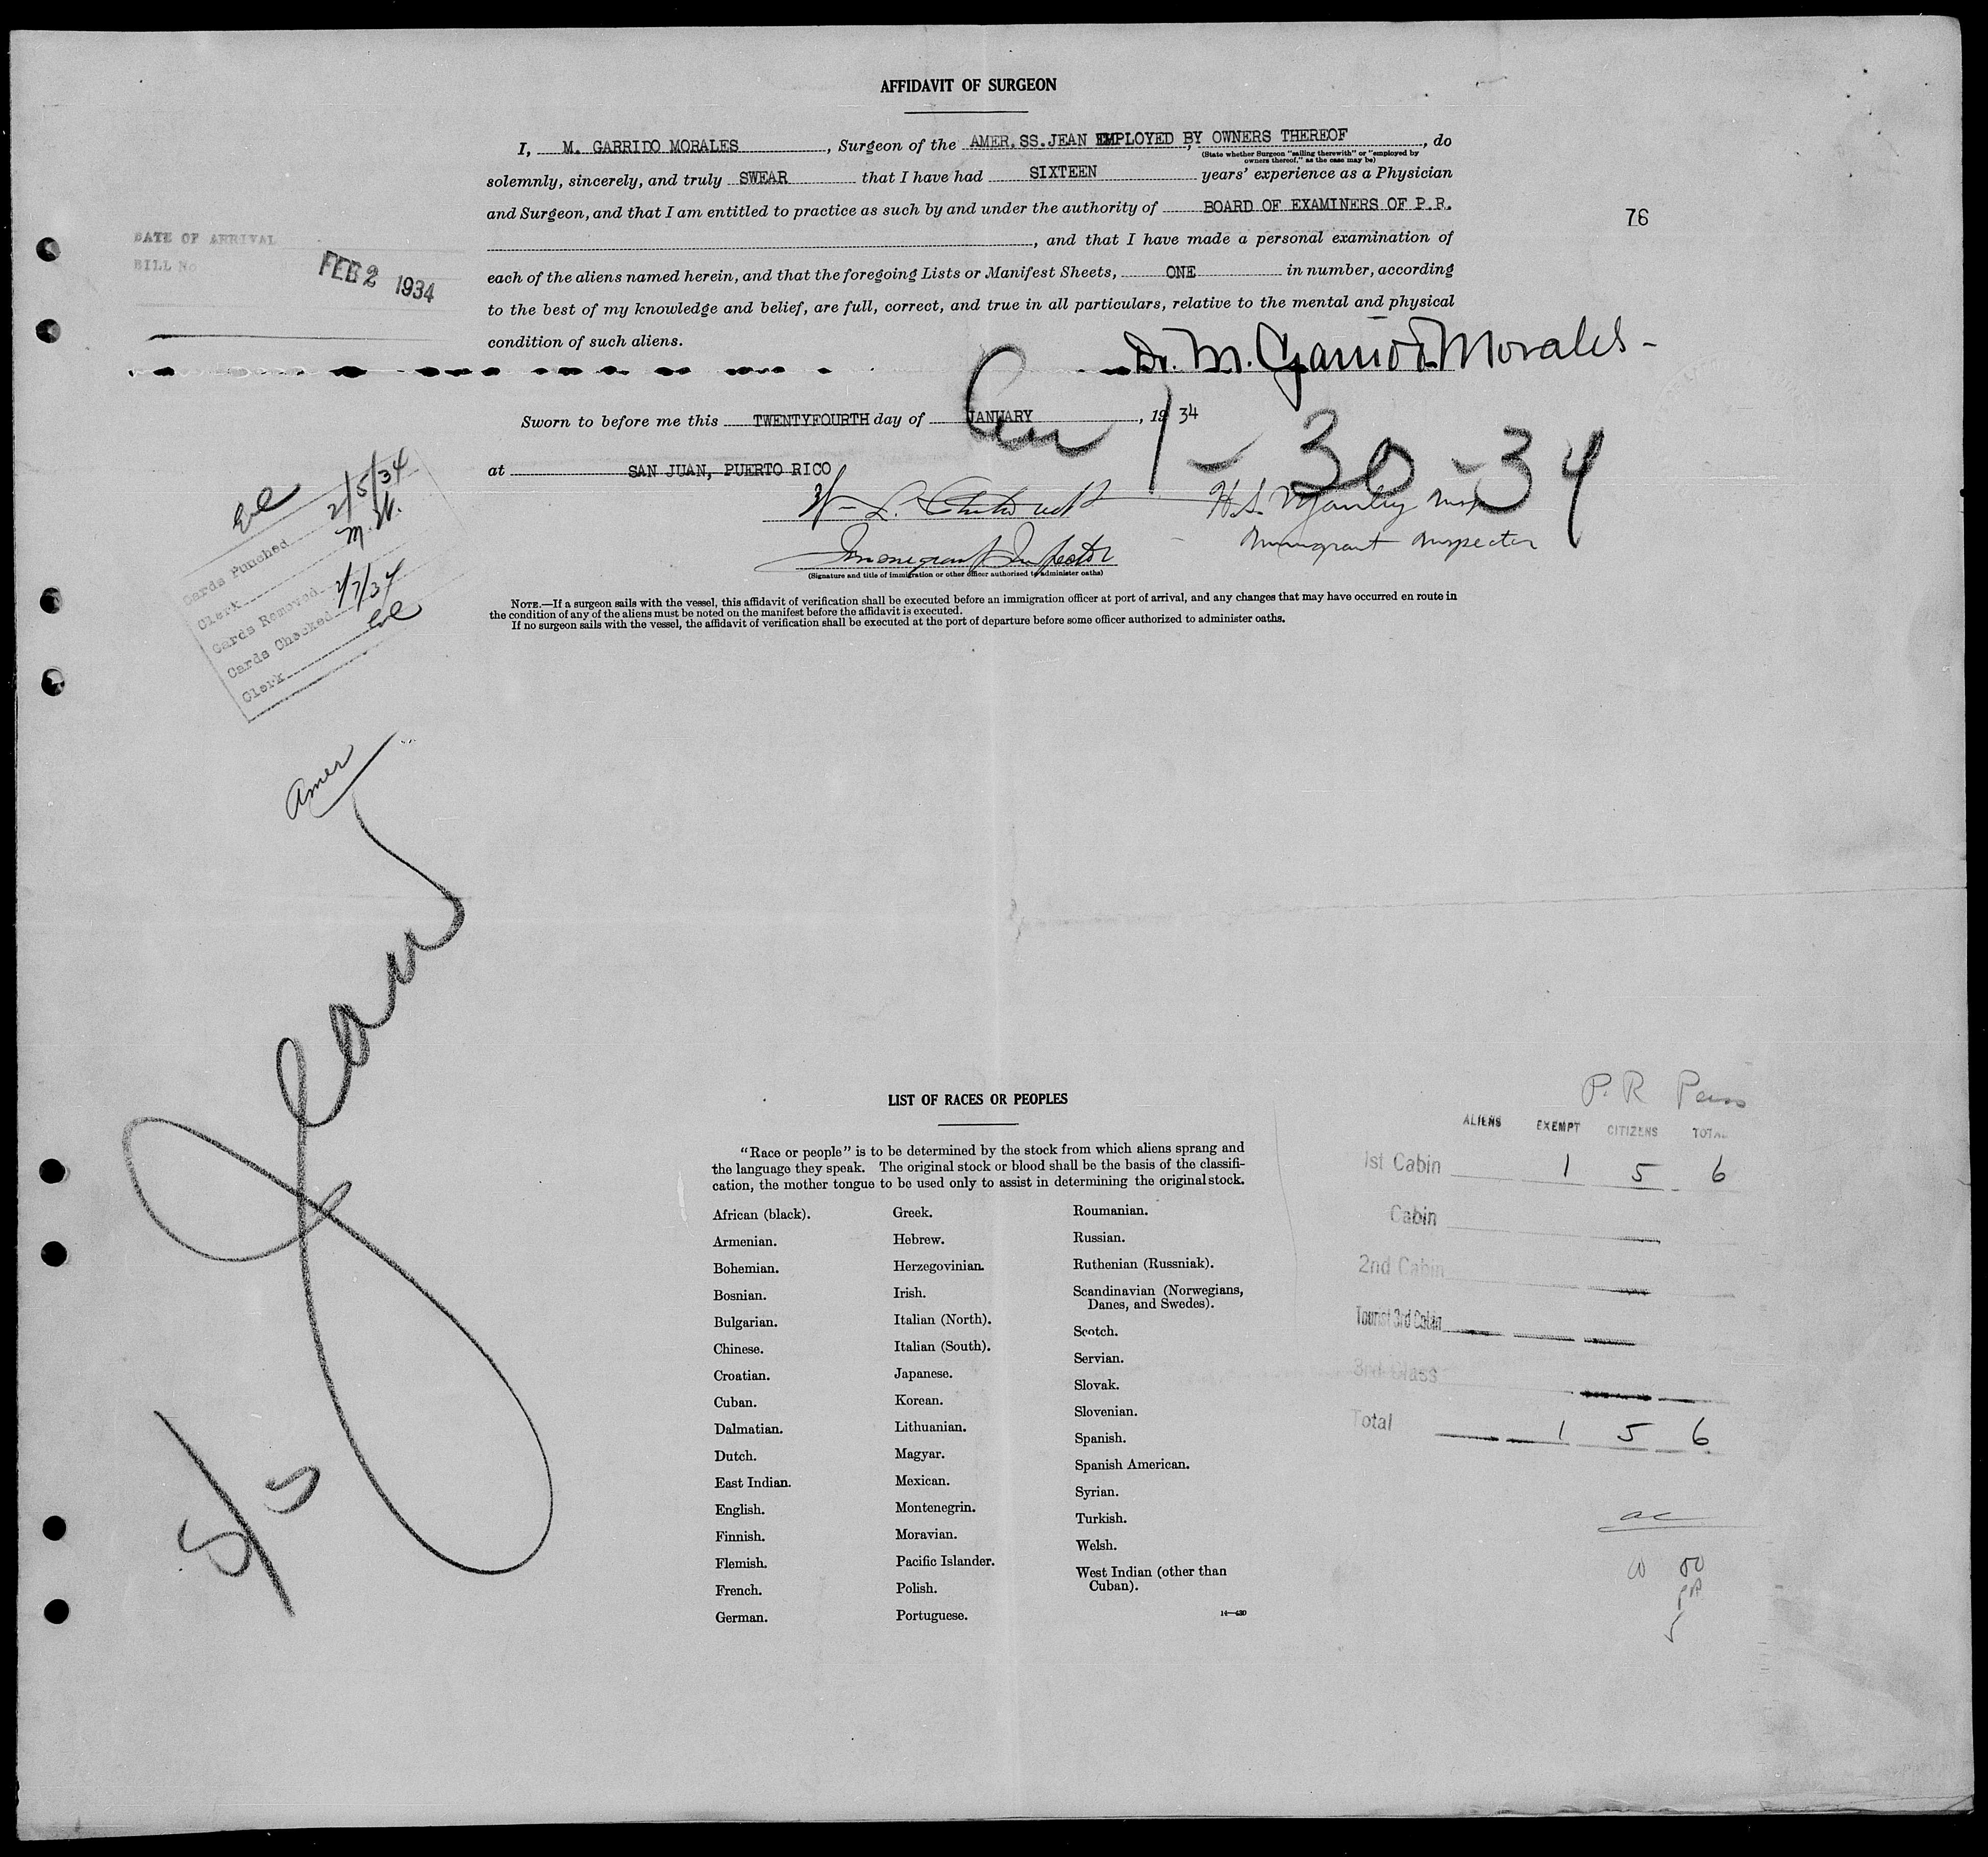 AFFIDAVIT OF SURGEON
I, M. GARRIDO MORALES, Surgeon of the AMER. SS. JEAN EMPLOYED BY OWNERS THEREOF, do
(State whether Surgeon "sailing therewith" or "employed by owners thereof," as the case may be)
solemnly, sincerely, and truly SWEAR that I have had SIXTEEN years' experience as a Physician
and Surgeon, and that I am entitled to practice as such by and under the authority of BOARD OF EXAMINERS OF P.R.
76
, and that I have made a personal examination of
each of the aliens named herein, and that the foregoing Lists or Manifest Sheets, ONE in number, according
to the best of my knowledge and belief, are full, correct, and true in all particulars, relative to the mental and physical
condition of such aliens.
DATE OF ARRIVAL
BILL No
FEB 2 1934
Dr. M. Garrido Morales
Sworn to before me this TWENTYFOURTH day of JANUARY, 1934
Arr 1-30-34
at SAN JUAN, PUERTO RICO
H.S. Manley
Immigrant Inspector
Immigrant Inspector
(Signature and title of immigration or other officer authorized to administer oaths)
NOTE.—If a surgeon sails with the vessel, this affidavit of verification shall be executed before an immigration officer at port of arrival, and any changes that may have occurred en route in
the condition of any of the aliens must be noted on the manifest before the affidavit is executed.
If no surgeon sails with the vessel, the affidavit of verification shall be executed at the port of departure before some officer authorized to administer oaths.
Cards Punched 2/5/34
Clerk M.W.
Cards Removed
Cards Checked 2/7/34
Clerk
Amer
S/S Jean
LIST OF RACES OR PEOPLES
"Race or people" is to be determined by the stock from which aliens sprang and
the language they speak. The original stock or blood shall be the basis of the classifi-
cation, the mother tongue to be used only to assist in determining the original stock.
African (black).
Armenian.
Bohemian.
Bosnian.
Bulgarian.
Chinese.
Croatian.
Cuban.
Dalmatian.
Dutch.
East Indian.
English.
Finnish.
Flemish.
French.
German.
Greek.
Hebrew.
Herzegovinian.
Irish.
Italian (North).
Italian (South).
Japanese.
Korean.
Lithuanian.
Magyar.
Mexican.
Montenegrin.
Moravian.
Pacific Islander.
Polish.
Portuguese.
Roumanian.
Russian.
Ruthenian (Russniak).
Scandinavian (Norwegians,
Danes, and Swedes).
Scotch.
Servian.
Slovak.
Slovenian.
Spanish.
Spanish American.
Syrian.
Turkish.
Welsh.
West Indian (other than
Cuban).
14—430
P.R.
ALIENS EXEMPT CITIZENS TOTAL
1st Cabin 1 5 6
Cabin
2nd Cabin
Tourist 3rd Cabin
3rd Class
Total 1 5 6